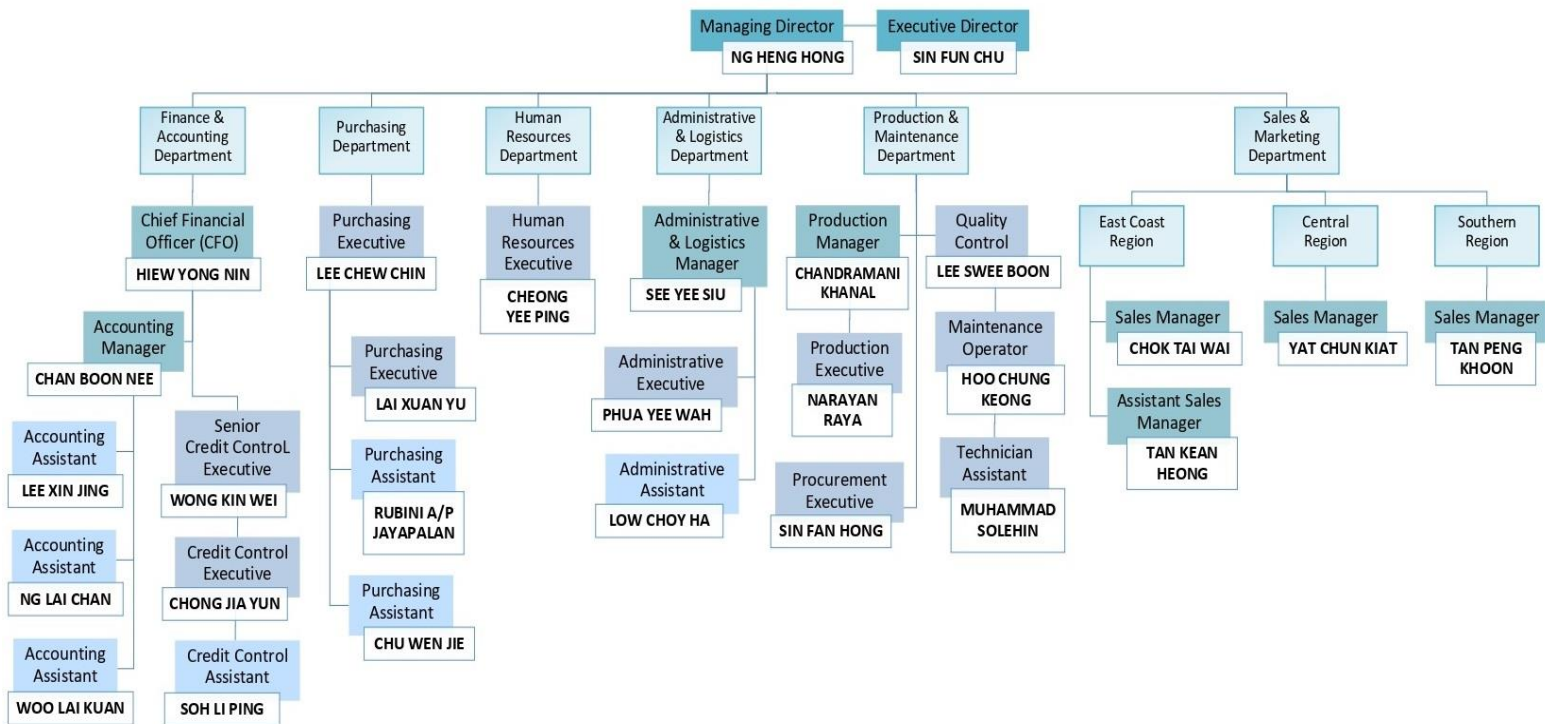 Managing Director
NG HENG HONG
Executive Director
SIN FUN CHU
Finance &
Accounting
Department
Purchasing
Department
Human
Resources
Department
Administrative
& Logistics
Department
Production &
Maintenance
Department
Sales &
Marketing
Department
Chief Financial
Officer (CFO)
HIEW YONG NIN
Accounting
Manager
CHAN BOON NEE
Accounting
Assistant
LEE XIN JING
Accounting
Assistant
NG LAI CHAN
Accounting
Assistant
WOO LAI KUAN
Senior
Credit ControL
Executive
WONG KIN WEI
Credit Control
Executive
CHONG JIA YUN
Credit Control
Assistant
SOH LI PING
Purchasing
Executive
LEE CHEW CHIN
Purchasing
Executive
LAI XUAN YU
Purchasing
Assistant
RUBINI A/P
JAYAPALAN
Purchasing
Assistant
CHU WEN JIE
Human
Resources
Executive
CHEONG
YEE PING
Administrative
& Logistics
Manager
SEE YEE SIU
Administrative
Executive
PHUA YEE WAH
Administrative
Assistant
LOW CHOY HA
Production
Manager
CHANDRAMANI
KHANAL
Production
Executive
NARAYAN
RAYA
Procurement
Executive
SIN FAN HONG
Quality
Control
LEE SWEE BOON
Maintenance
Operator
HOO CHUNG
KEONG
Technician
Assistant
MUHAMMAD
SOLEHIN
East Coast
Region
Sales Manager
CHOK TAI WAI
Assistant Sales
Manager
TAN KEAN
HEONG
Central
Region
Sales Manager
YAT CHUN KIAT
Southern
Region
Sales Manager
TAN PENG
KHOON